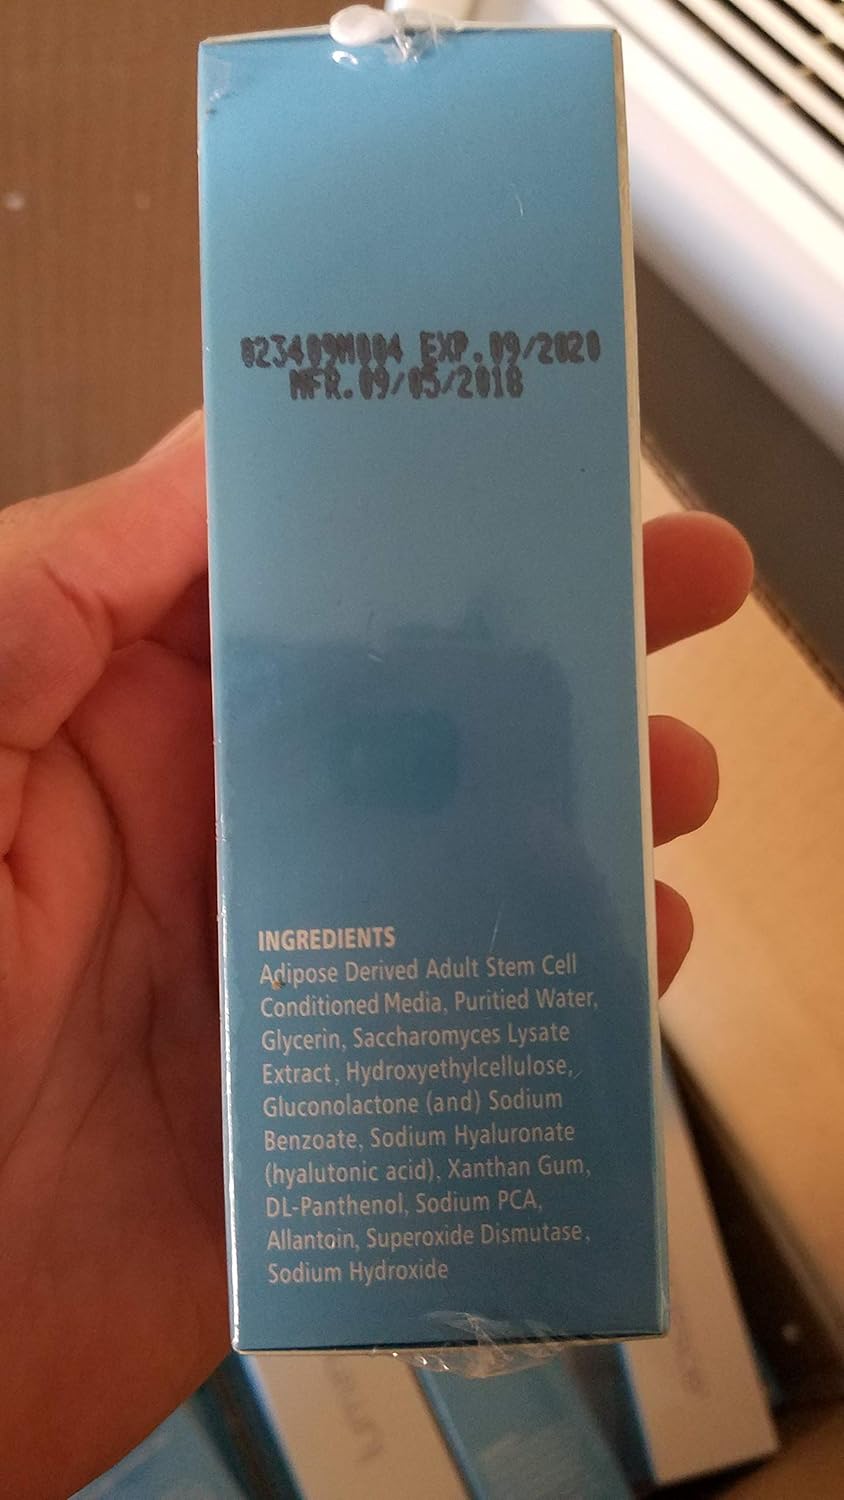 023409M004 EXP.09/2020
MFR.09/05/2018
INGREDIENTS
Adipose Derived Adult Stem Cell
Conditioned Media, Puritied Water,
Glycerin, Saccharomyces Lysate
Extract, Hydroxyethylcellulose,
Gluconolactone (and) Sodium
Benzoate, Sodium Hyaluronate
(hyalutonic acid), Xanthan Gum,
DL-Panthenol, Sodium PCA,
Allantoin, Superoxide Dismutase,
Sodium Hydroxide